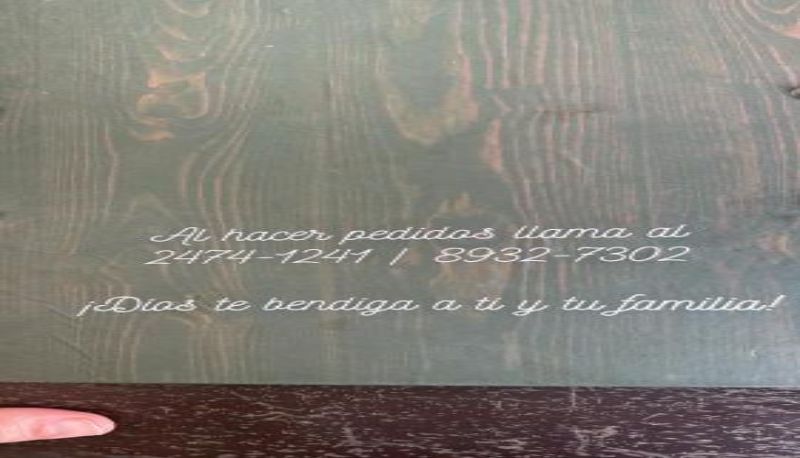 Al hacer pedidos llama al
2474-1241 | 8932-7302
¡Dios te bendiga a ti y tu familia!